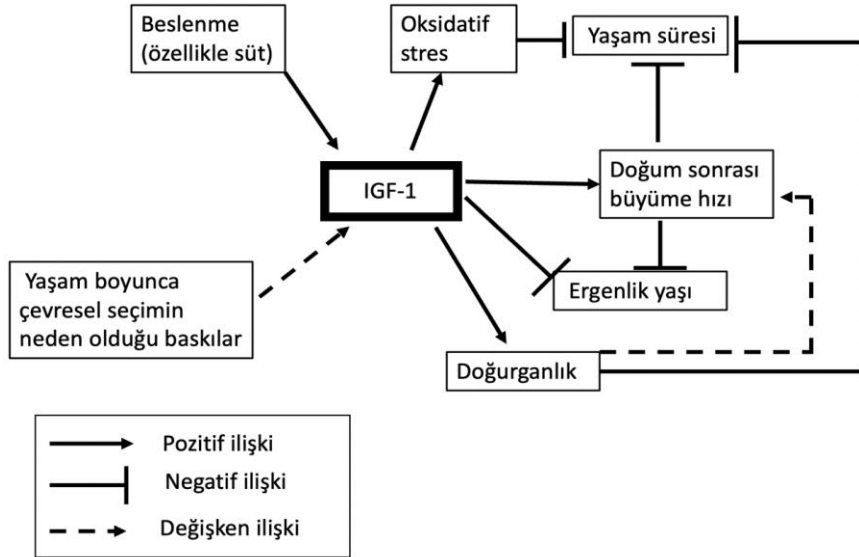 Beslenme
(özellikle süt)
Oksidatif
stres
Yaşam süresi
IGF-1
Doğum sonrası
büyüme hızı
Yaşam boyunca
çevresel seçimin
neden olduğu baskılar
Ergenlik yaşı
Doğurganlık
Pozitif ilişki
Negatif ilişki
Değişken ilişki